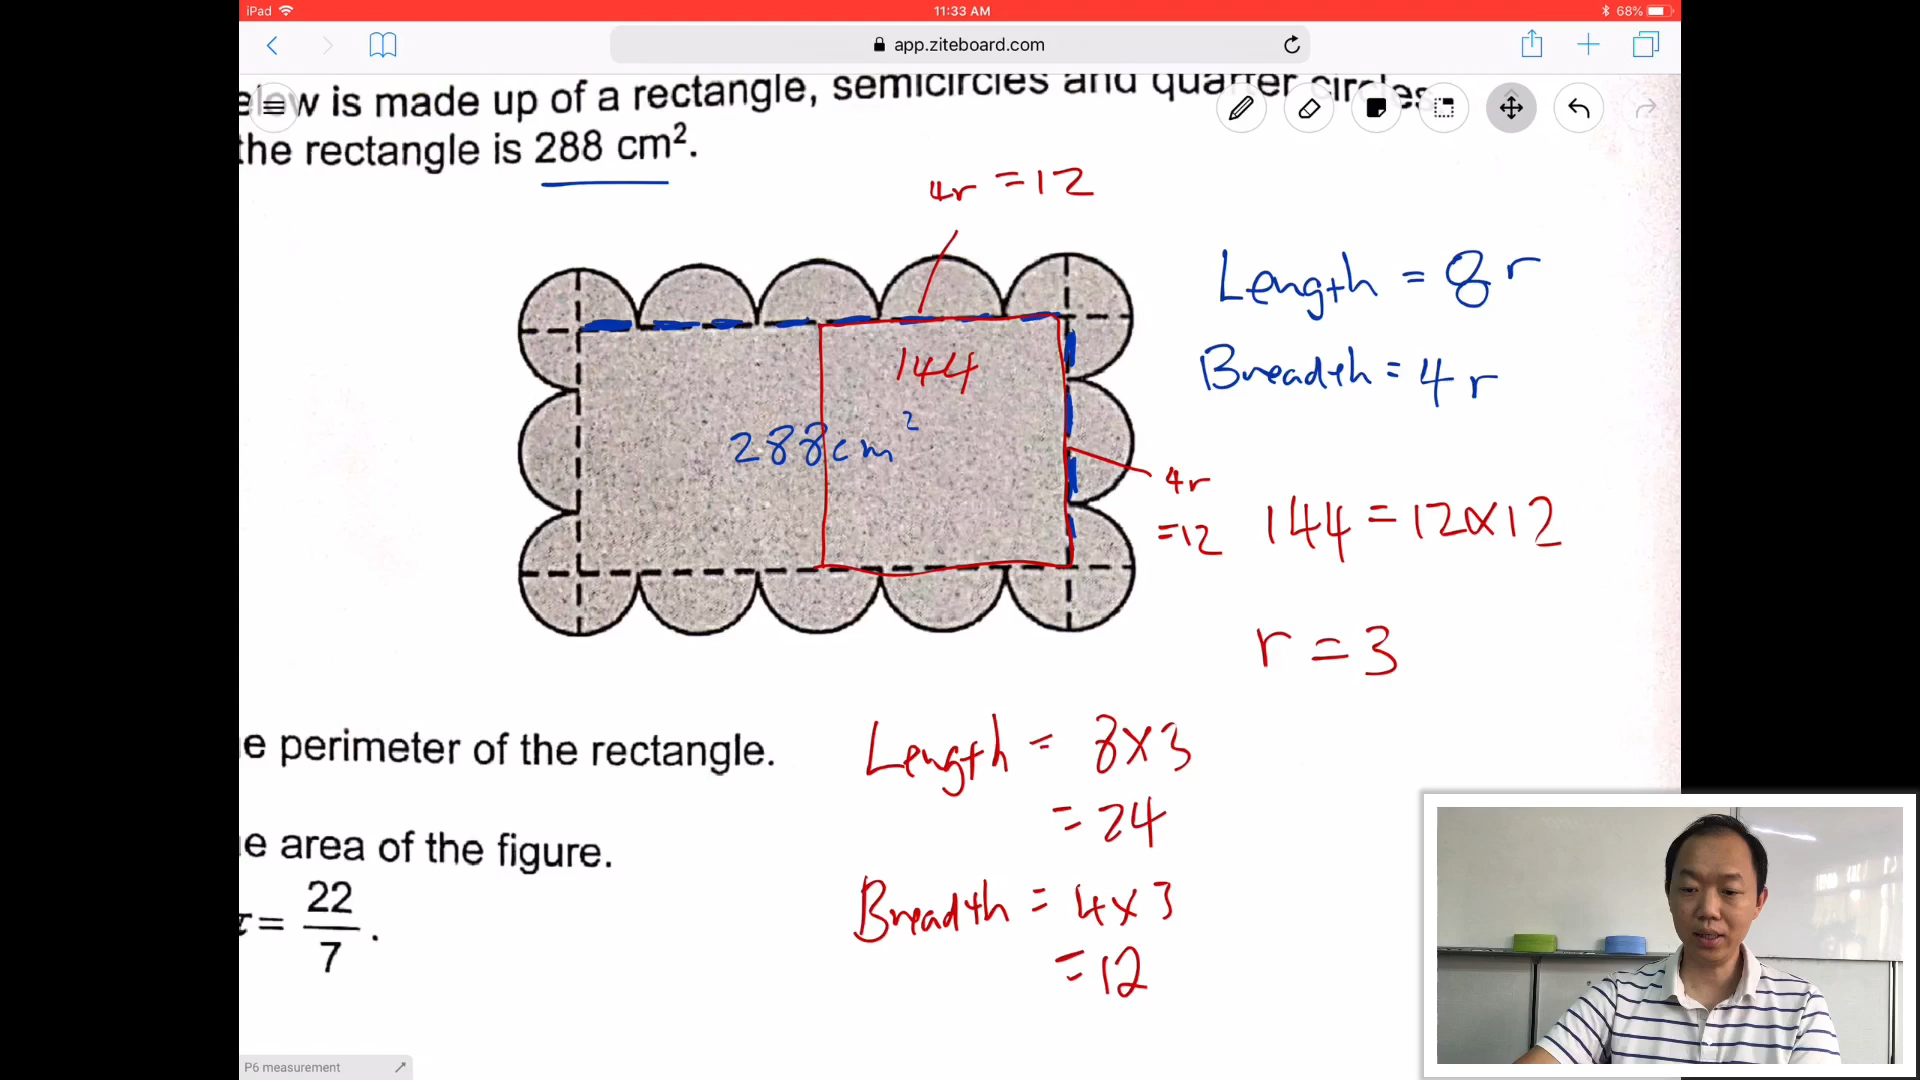 iPad 11:33 AM 68%
app.ziteboard.com
elow is made up of a rectangle, semicircles and quarter circles
the rectangle is 288 cm².
4r = 12
Length = 8r
Breadth = 4r
144
288cm²
4r
=12
144 = 12×12
r = 3
e perimeter of the rectangle.
Length = 8×3
= 24
e area of the figure.
Breadth = 4×3
= 12
π = 22/7.
P6 measurement